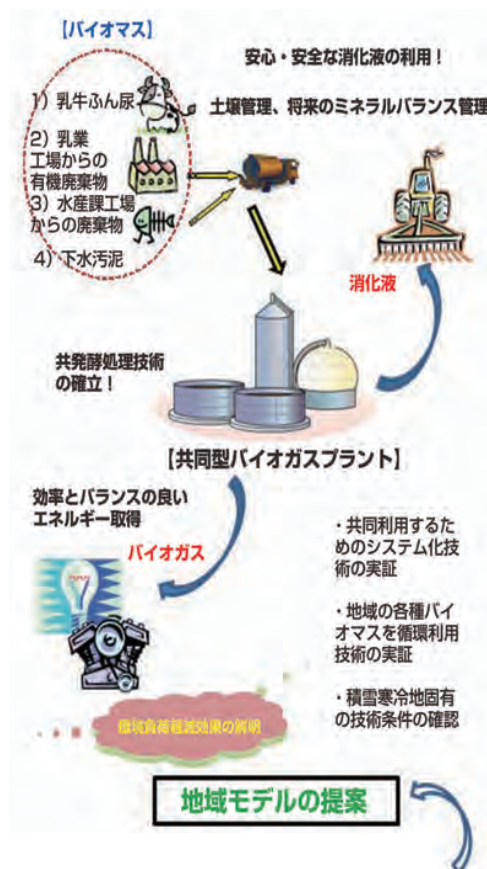 【バイオマス】
安心・安全な消化液の利用！
1）乳牛ふん尿
土壌管理、将来のミネラルバランス管理
2）乳業
工場からの
有機廃棄物
3）水産課工場
からの廃棄物
4）下水汚泥
消化液
共発酵処理技術
の確立！
【共同型バイオガスプラント】
効率とバランスの良い
エネルギー取得
バイオガス
・共同利用するた
めのシステム化技
術の実証
・地域の各種バイ
オマスを循環利用
技術の実証
・積雪寒冷地固有
の技術条件の確認
環境負荷軽減効果の解明
地域モデルの提案